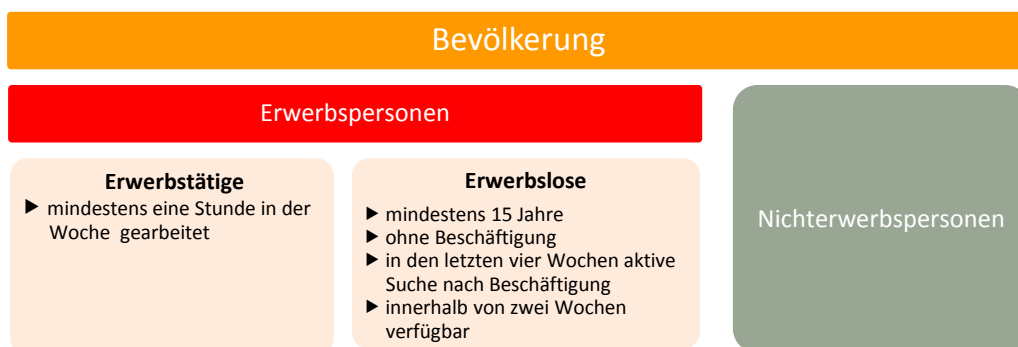 Bevölkerung
Erwerbspersonen
Erwerbstätige
▶ mindestens eine Stunde in der
Woche gearbeitet
Erwerbslose
▶ mindestens 15 Jahre
▶ ohne Beschäftigung
▶ in den letzten vier Wochen aktive
Suche nach Beschäftigung
▶ innerhalb von zwei Wochen
verfügbar
Nichterwerbspersonen